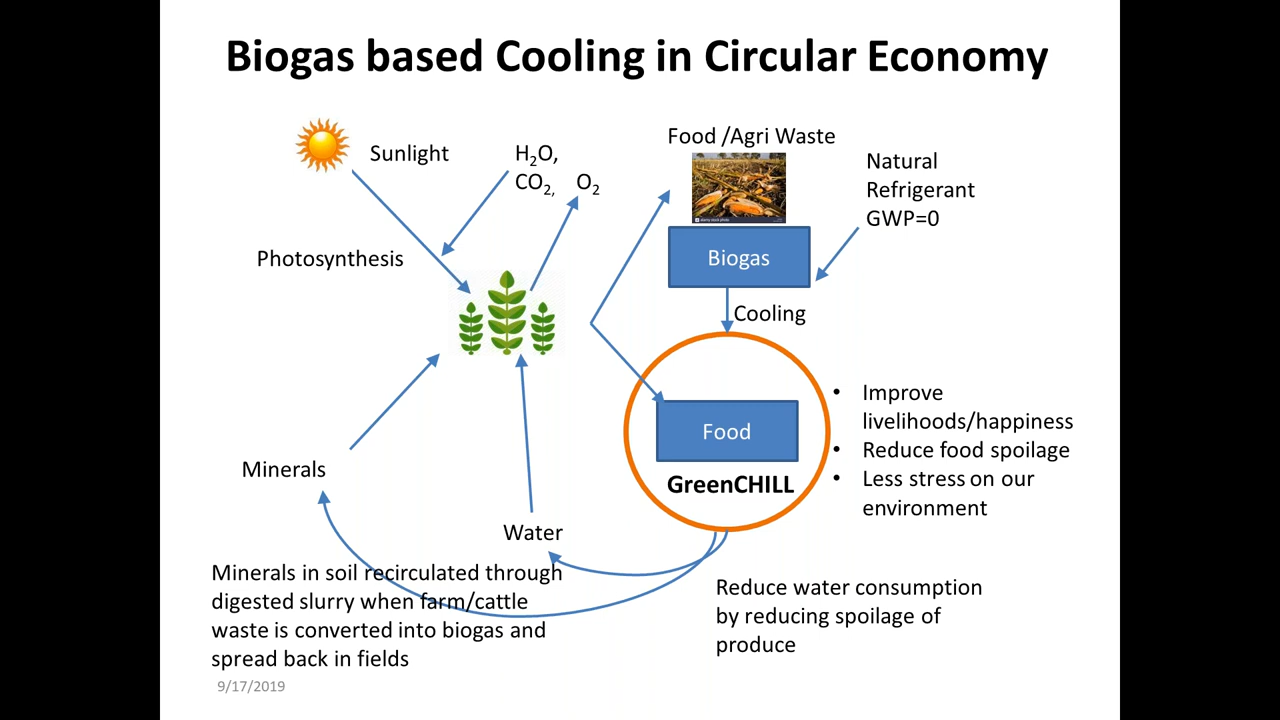 Biogas based Cooling in Circular Economy
Sunlight
H₂O,
CO₂, O₂
Photosynthesis
Food /Agri Waste
Natural
Refrigerant
GWP=0
Biogas
Cooling
Food
GreenCHILL
• Improve
livelihoods/happiness
• Reduce food spoilage
• Less stress on our
environment
Minerals
Water
Minerals in soil recirculated through
digested slurry when farm/cattle
waste is converted into biogas and
spread back in fields
Reduce water consumption
by reducing spoilage of
produce
9/17/2019